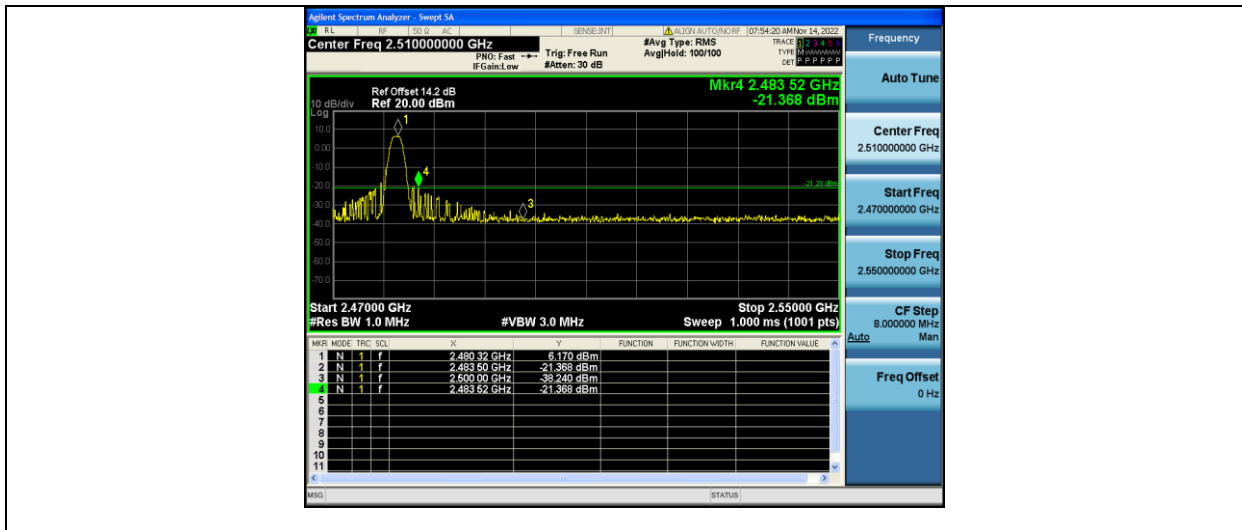 Agilent Spectrum Analyzer - Swept SA
RL RF 50 Ω AC SENSE:INT ALIGN AUTO/NO RF 07:54:20 AM Nov 14, 2022
Center Freq 2.510000000 GHz
PNO: Fast
IFGain:Low
Trig: Free Run
#Atten: 30 dB
#Avg Type: RMS
Avg|Hold: 100/100
TRACE 1 2 3 4 5 6
TYPE M
DET P P P P P P
Mkr4 2.483 52 GHz
-21.368 dBm
Ref Offset 14.2 dB
10 dB/div Ref 20.00 dBm
Log
10.0
0.00
-10.0
-20.0
-30.0
-40.0
-50.0
-60.0
-70.0
1
4
3
-21.20 dBm
Start 2.47000 GHz Stop 2.55000 GHz
#Res BW 1.0 MHz #VBW 3.0 MHz Sweep 1.000 ms (1001 pts)
MKR MODE TRC SCL X Y FUNCTION FUNCTION WIDTH FUNCTION VALUE
1 N 1 f 2.480 32 GHz 6.170 dBm
2 N 1 f 2.483 50 GHz -21.368 dBm
3 N 1 f 2.500 00 GHz -38.240 dBm
4 N 1 f 2.483 52 GHz -21.368 dBm
5
6
7
8
9
10
11
MSG STATUS
Frequency
Auto Tune
Center Freq
2.510000000 GHz
Start Freq
2.470000000 GHz
Stop Freq
2.550000000 GHz
CF Step
8.000000 MHz
Auto Man
Freq Offset
0 Hz